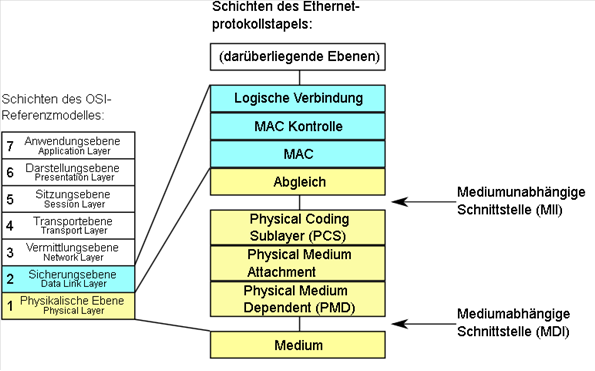 Schichten des Ethernet-
protokollstapels:
(darüberliegende Ebenen)
Logische Verbindung
MAC Kontrolle
MAC
Abgleich
Physical Coding
Sublayer (PCS)
Physical Medium
Attachment
Physical Medium
Dependent (PMD)
Medium
Mediumunabhängige
Schnittstelle (MII)
Mediumabhängige
Schnittstelle (MDI)
Schichten des OSI-
Referenzmodelles:
7 Anwendungsebene
Application Layer
6 Darstellungsebene
Presentation Layer
5 Sitzungsebene
Session Layer
4 Transportebene
Transport Layer
3 Vermittlungsebene
Network Layer
2 Sicherungsebene
Data Link Layer
1 Physikalische Ebene
Physical Layer